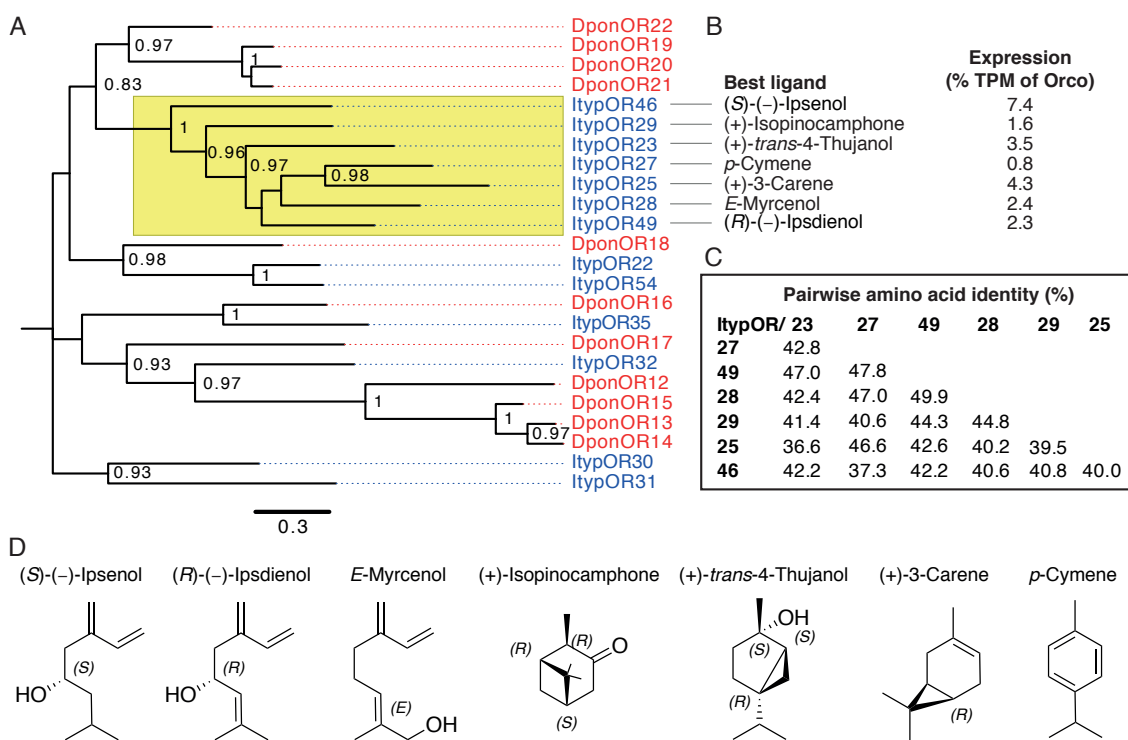 A
DponOR22
0.97
DponOR19
1
DponOR20
0.83
DponOR21
ItypOR46
1
ItypOR29
0.96
ItypOR23
0.97
ItypOR27
0.98
ItypOR25
ItypOR28
ItypOR49
DponOR18
0.98
ItypOR22
1
ItypOR54
DponOR16
1
ItypOR35
DponOR17
0.93
ItypOR32
0.97
DponOR12
1
DponOR15
1
DponOR13
0.97
DponOR14
ItypOR30
0.93
ItypOR31
0.3
B
Expression
Best ligand (% TPM of Orco)
(S)-(–)-Ipsenol 7.4
(+)-Isopinocamphone 1.6
(+)-trans-4-Thujanol 3.5
p-Cymene 0.8
(+)-3-Carene 4.3
E-Myrcenol 2.4
(R)-(–)-Ipsdienol 2.3
C
Pairwise amino acid identity (%)
ItypOR/ 23 27 49 28 29 25
27 42.8
49 47.0 47.8
28 42.4 47.0 49.9
29 41.4 40.6 44.3 44.8
25 36.6 46.6 42.6 40.2 39.5
46 42.2 37.3 42.2 40.6 40.8 40.0
D
(S)-(–)-Ipsenol (R)-(–)-Ipsdienol E-Myrcenol (+)-Isopinocamphone (+)-trans-4-Thujanol (+)-3-Carene p-Cymene
(S)
HO
(R)
HO
(E)
OH
(R)
(R)
O
(S)
OH
(S)
(S)
(R)
(R)